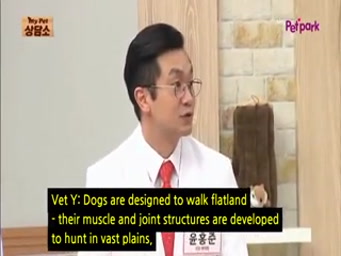 My Pet
상담소
Petpark
Vet Y: Dogs are designed to walk flatland
- their muscle and joint structures are developed
to hunt in vast plains,
윤홍준